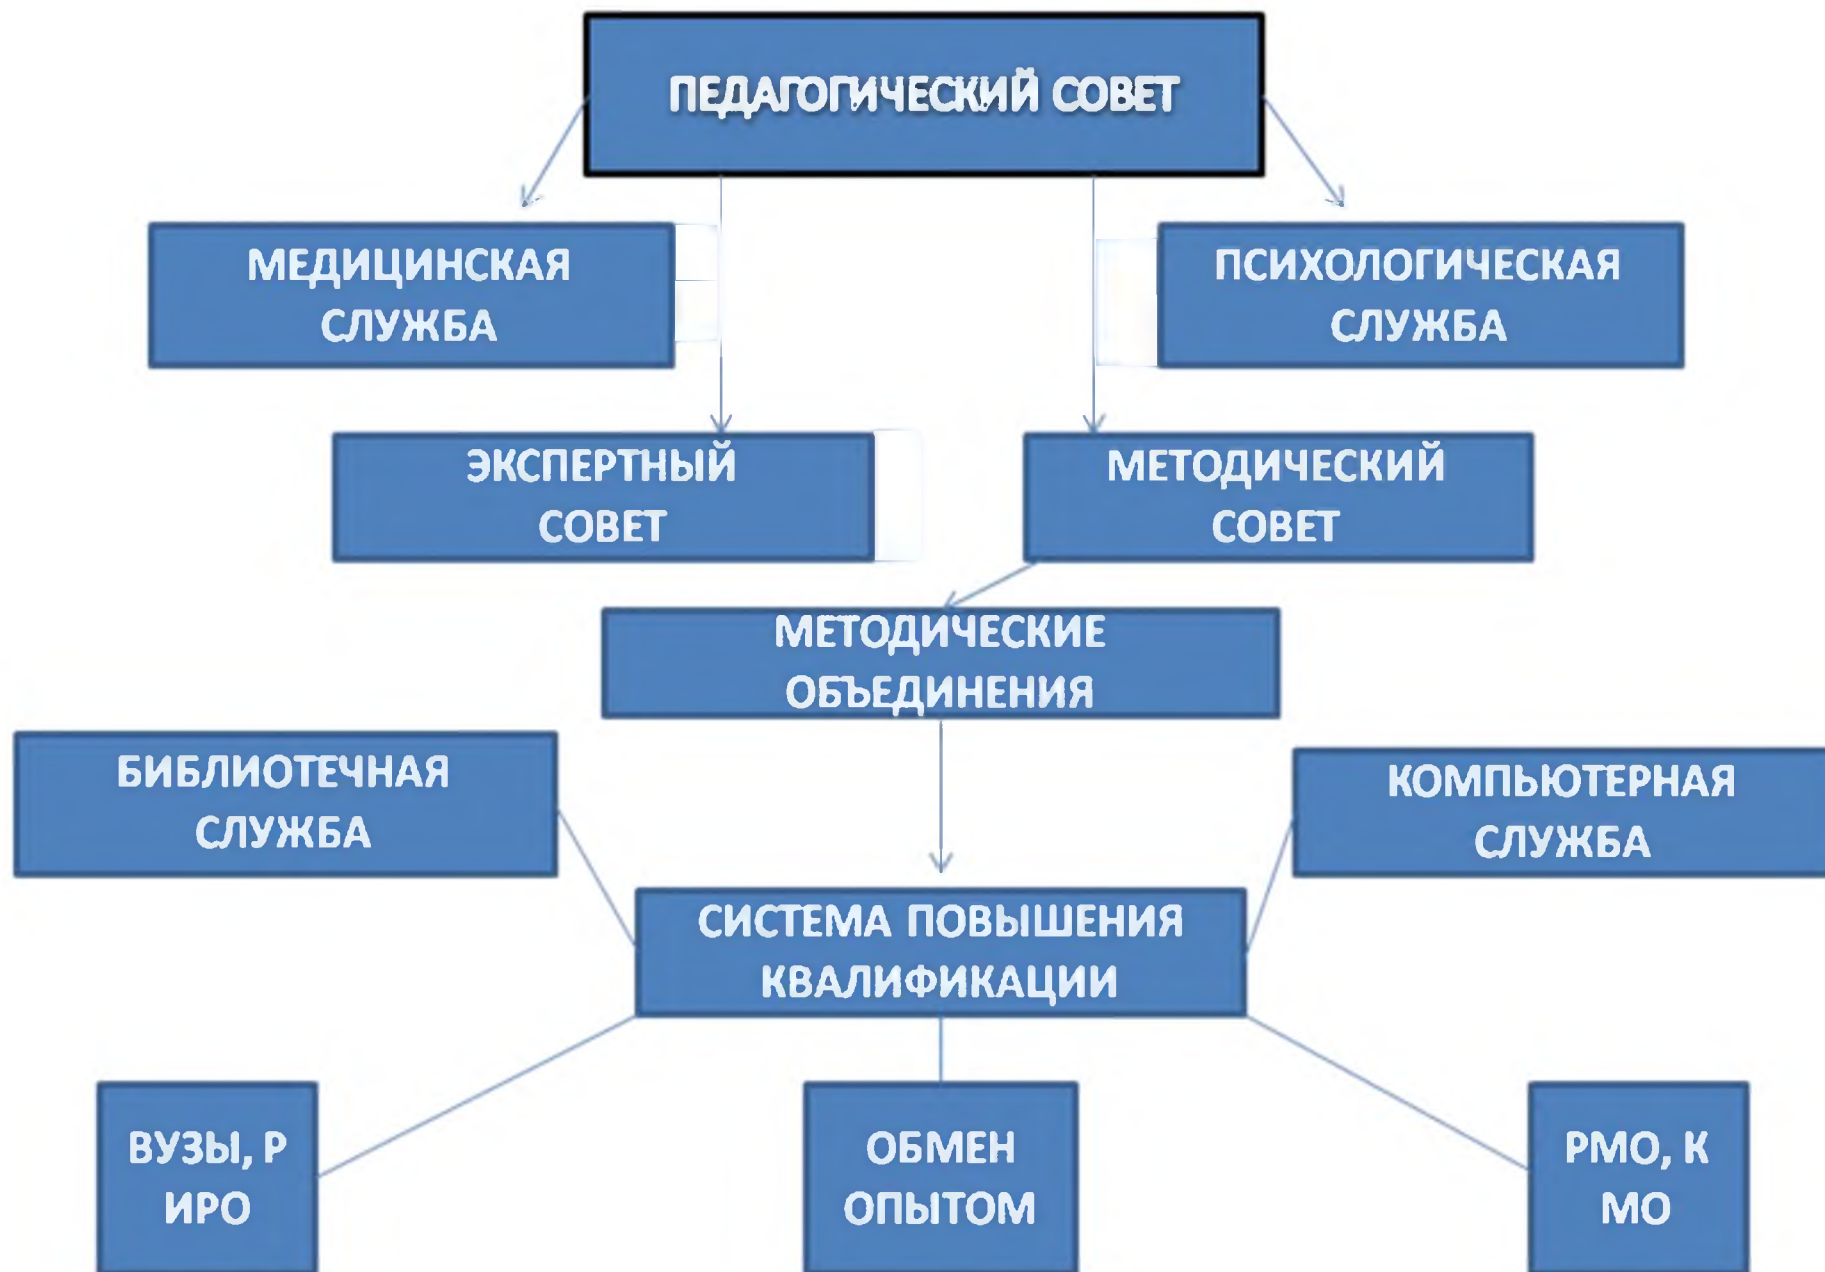 ПЕДАГОГИЧЕСКИЙ СОВЕТ
МЕДИЦИНСКАЯ
СЛУЖБА
ПСИХОЛОГИЧЕСКАЯ
СЛУЖБА
ЭКСПЕРТНЫЙ
СОВЕТ
МЕТОДИЧЕСКИЙ
СОВЕТ
МЕТОДИЧЕСКИЕ
ОБЪЕДИНЕНИЯ
БИБЛИОТЕЧНАЯ
СЛУЖБА
КОМПЬЮТЕРНАЯ
СЛУЖБА
СИСТЕМА ПОВЫШЕНИЯ
КВАЛИФИКАЦИИ
ВУЗЫ, Р
ИРО
ОБМЕН
ОПЫТОМ
РМО, К
МО